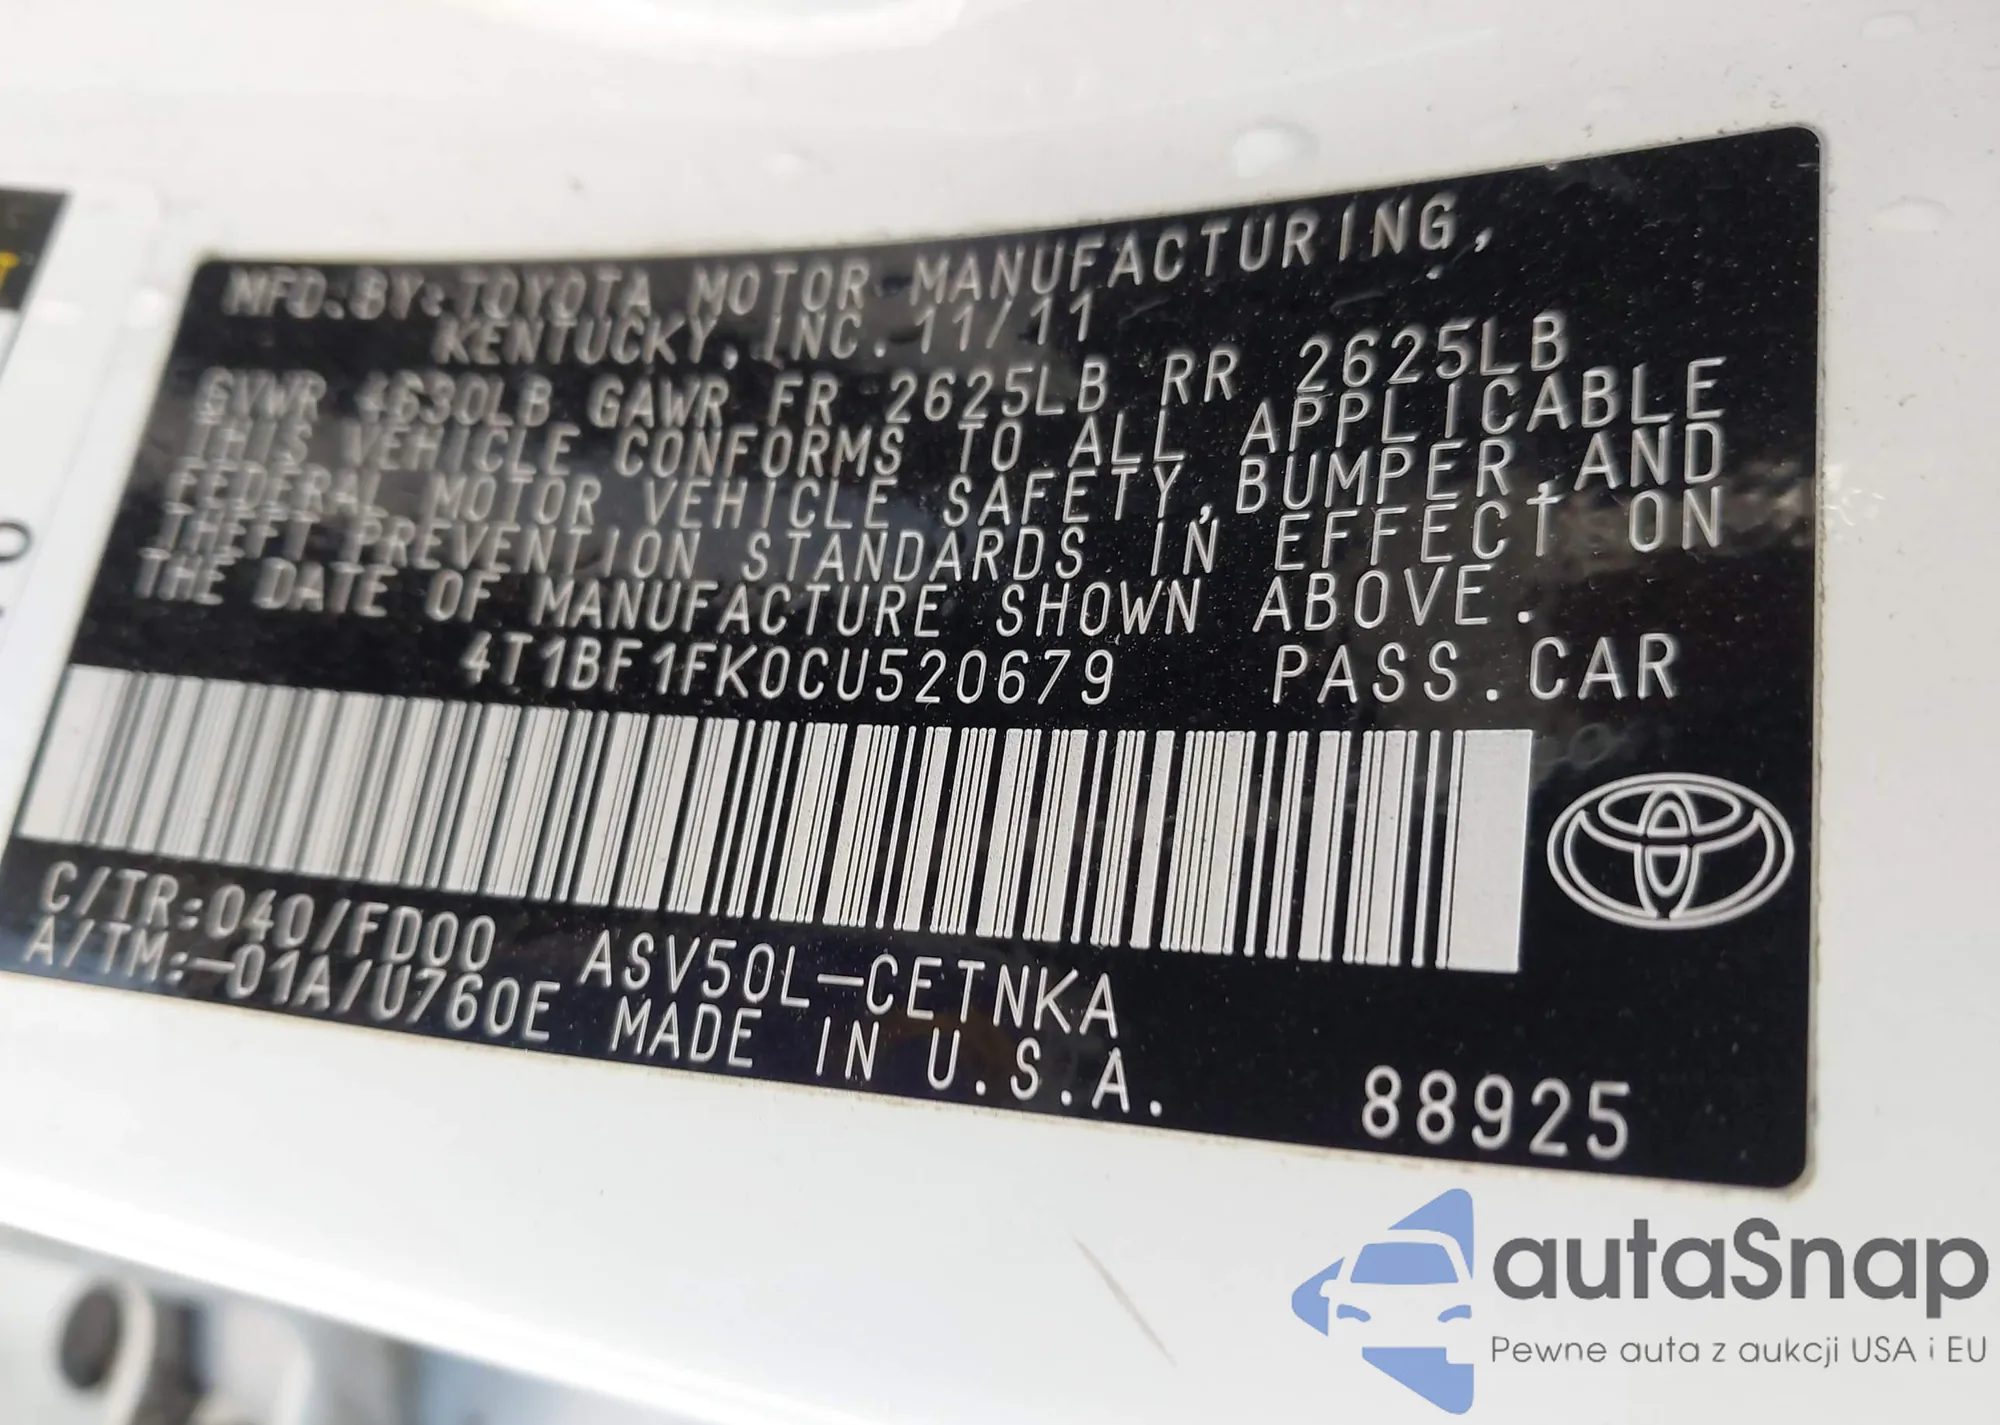 MFD.BY:TOYOTA MOTOR MANUFACTURING,
KENTUCKY, INC. 11/11
GVWR 4630LB GAWR FR 2625LB RR 2625LB
THIS VEHICLE CONFORMS TO ALL APPLICABLE
FEDERAL MOTOR VEHICLE SAFETY, BUMPER, AND
THEFT PREVENTION STANDARDS IN EFFECT ON
THE DATE OF MANUFACTURE SHOWN ABOVE.
4T1BF1FK0CU520679 PASS.CAR
C/TR:040/FD00 ASV50L-CETNKA
A/TM:-01A/U760E MADE IN U.S.A.
88925
autaSnap
Pewne auta z aukcji USA i EU